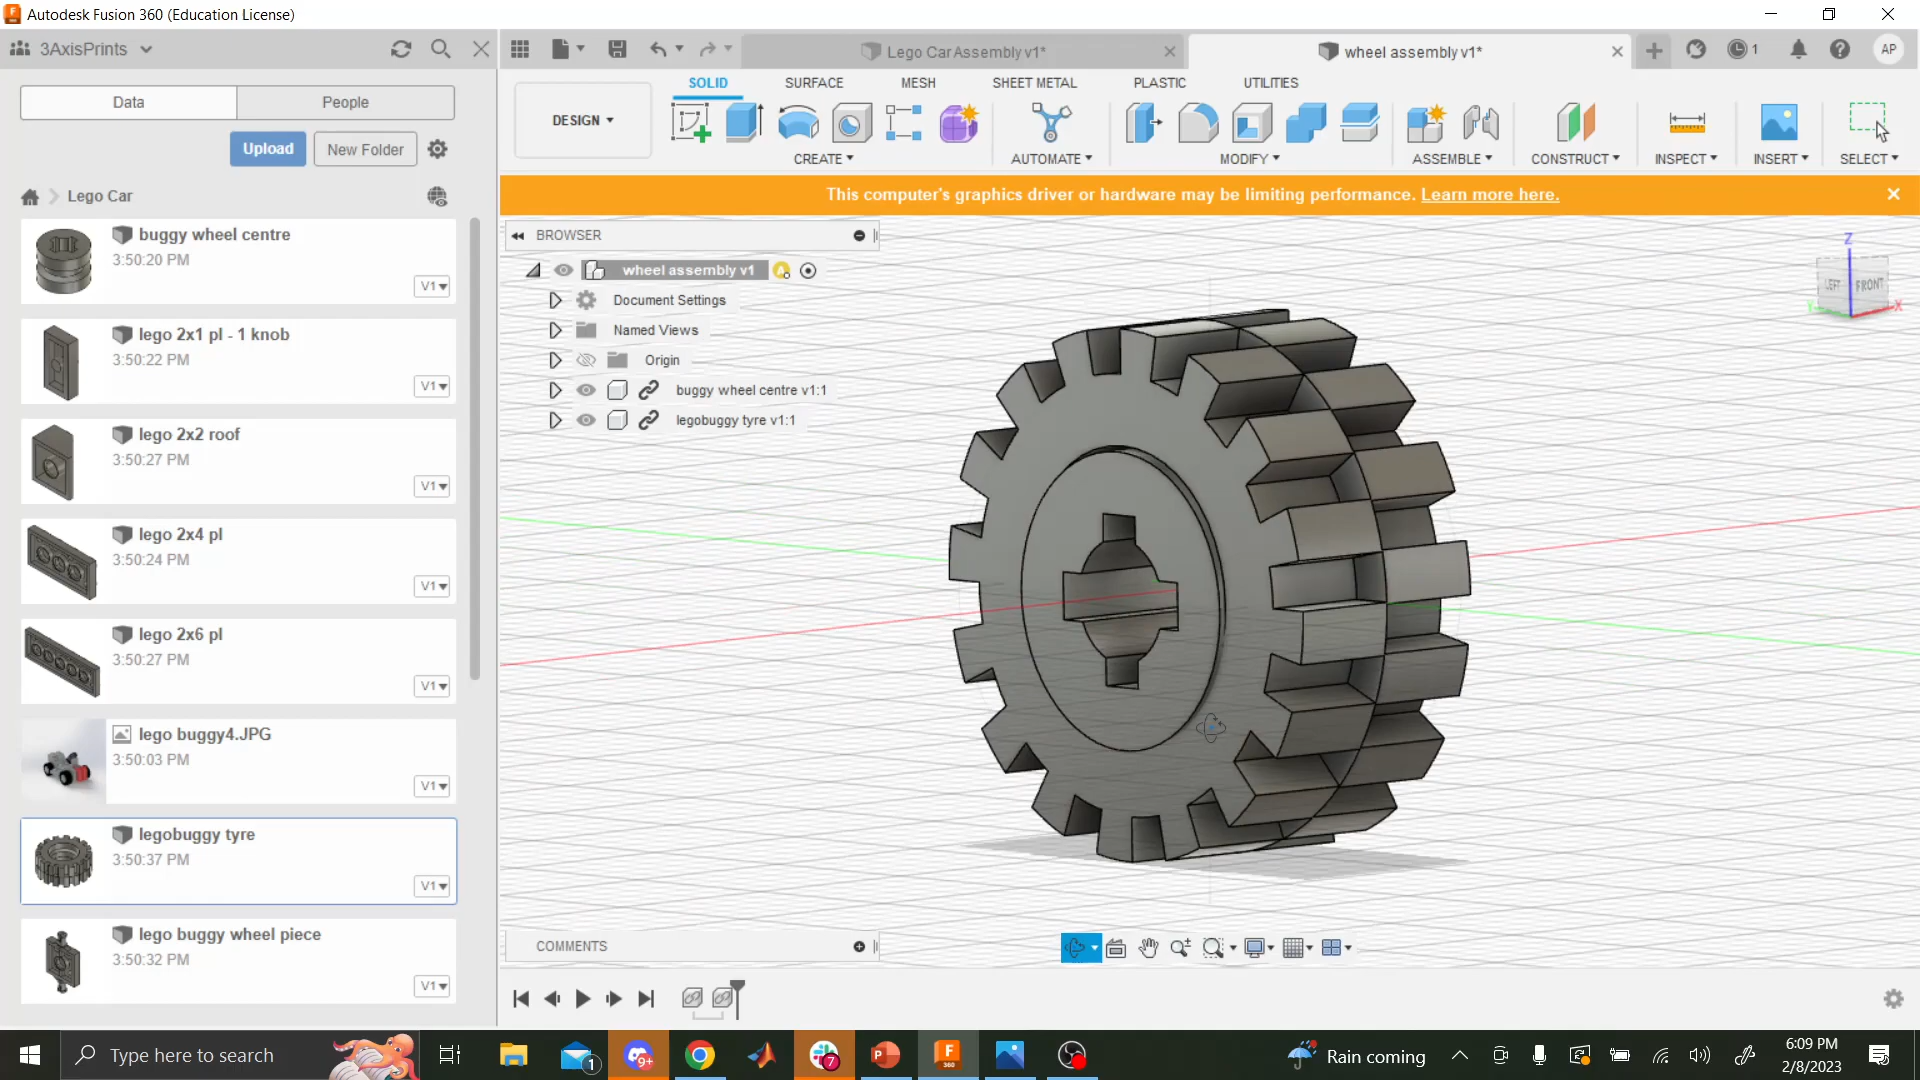 Autodesk Fusion 360 (Education License)
3AxisPrints
Lego Car Assembly v1*
wheel assembly v1*
1
AP
Data
People
Upload
New Folder
Lego Car
buggy wheel centre
3:50:20 PM
V1
lego 2x1 pl - 1 knob
3:50:22 PM
V1
lego 2x2 roof
3:50:27 PM
V1
lego 2x4 pl
3:50:24 PM
V1
lego 2x6 pl
3:50:27 PM
V1
lego buggy4.JPG
3:50:03 PM
V1
legobuggy tyre
3:50:37 PM
V1
lego buggy wheel piece
3:50:32 PM
V1
DESIGN
SOLID
SURFACE
MESH
SHEET METAL
PLASTIC
UTILITIES
CREATE
AUTOMATE
MODIFY
ASSEMBLE
CONSTRUCT
INSPECT
INSERT
SELECT
This computer's graphics driver or hardware may be limiting performance. Learn more here.
BROWSER
wheel assembly v1
Document Settings
Named Views
Origin
buggy wheel centre v1:1
legobuggy tyre v1:1
Z
LEFT
FRONT
Y
X
COMMENTS
Type here to search
1
9+
7
P
F
360
Rain coming
6:09 PM
2/8/2023